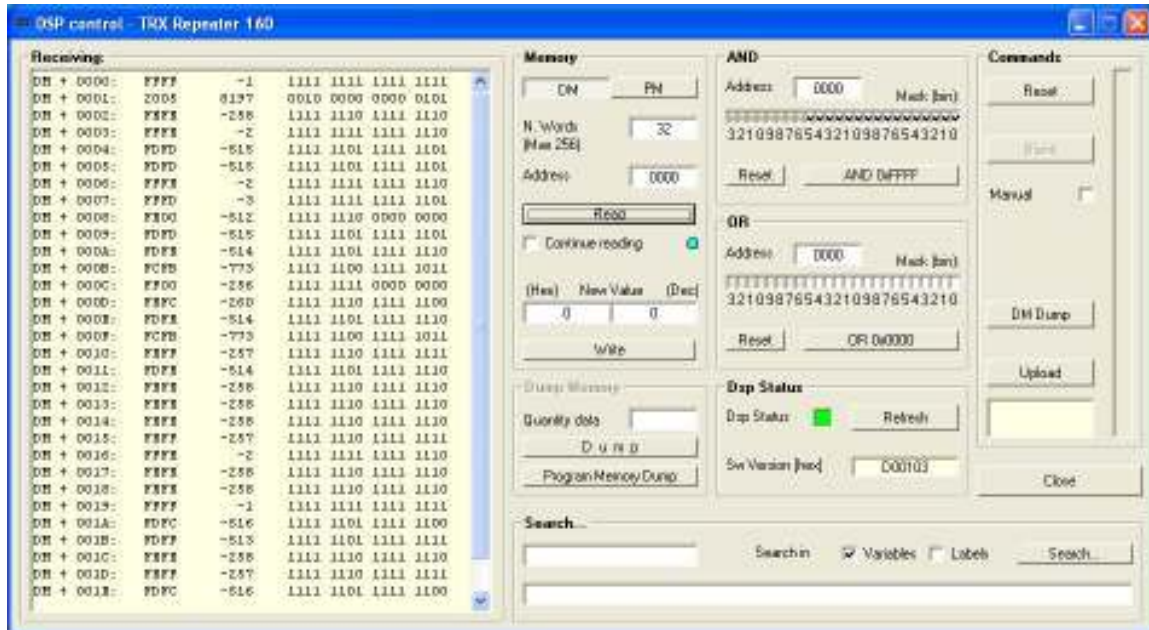 DSP control - TRX Repeater 160
Receiving
DM + 0000: FFFF -1 1111 1111 1111 1111
DM + 0001: 2005 8197 0010 0000 0000 0101
DM + 0002: FEFE -258 1111 1110 1111 1110
DM + 0003: FFFE -2 1111 1111 1111 1110
DM + 0004: FDFD -515 1111 1101 1111 1101
DM + 0005: FDFD -515 1111 1101 1111 1101
DM + 0006: FFFE -2 1111 1111 1111 1110
DM + 0007: FFFD -3 1111 1111 1111 1101
DM + 0008: FE00 -512 1111 1110 0000 0000
DM + 0009: FDFD -515 1111 1101 1111 1101
DM + 000A: FDFE -514 1111 1101 1111 1110
DM + 000B: FCFB -773 1111 1100 1111 1011
DM + 000C: FF00 -256 1111 1111 0000 0000
DM + 000D: FEFC -260 1111 1110 1111 1100
DM + 000E: FDFE -514 1111 1101 1111 1110
DM + 000F: FCFB -773 1111 1100 1111 1011
DM + 0010: FEFF -257 1111 1110 1111 1111
DM + 0011: FDFE -514 1111 1101 1111 1110
DM + 0012: FEFE -258 1111 1110 1111 1110
DM + 0013: FEFE -258 1111 1110 1111 1110
DM + 0014: FEFE -258 1111 1110 1111 1110
DM + 0015: FEFF -257 1111 1110 1111 1111
DM + 0016: FFFE -2 1111 1111 1111 1110
DM + 0017: FEFE -258 1111 1110 1111 1110
DM + 0018: FEFE -258 1111 1110 1111 1110
DM + 0019: FFFF -1 1111 1111 1111 1111
DM + 001A: FDFC -516 1111 1101 1111 1100
DM + 001B: FDFF -513 1111 1101 1111 1111
DM + 001C: FEFE -258 1111 1110 1111 1110
DM + 001D: FEFF -257 1111 1110 1111 1111
DM + 001E: FDFC -516 1111 1101 1111 1100
Memory
DM PM
N. Words 32
(Max 256)
Address 0000
Read
Continue reading
(Hex) New Value (Dec)
0 0
Write
Dump Memory
Quantity data
D u m p
Program Memory Dump
AND
Address 0000 Mask (bin)
321098765432109876543210
Reset AND 0xFFFF
OR
Address 0000 Mask (bin)
321098765432109876543210
Reset OR 0x0000
Dsp Status
Dsp Status Refresh
Sw Version (hex) D00103
Commands
Reset
Manual
DM Dump
Upload
Close
Search...
Search in Variables Labels Search...